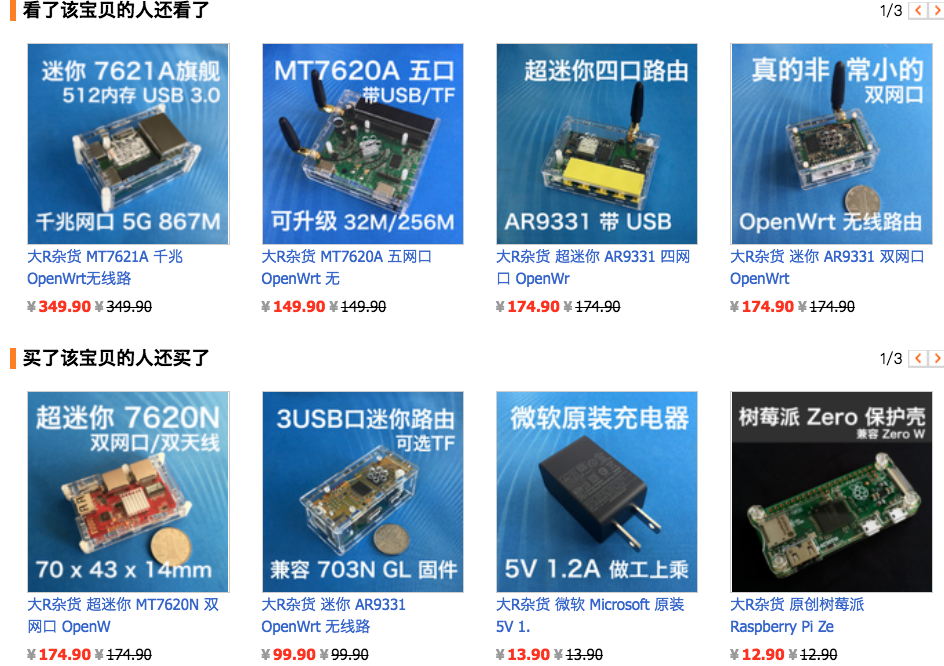 看了该宝贝的人还看了
1/3
迷你 7621A旗舰
512内存 USB 3.0
千兆网口 5G 867M
MT7620A 五口
带USB/TF
可升级 32M/256M
超迷你四口路由
AR9331 带 USB
真的非常小的
双网口
OpenWrt 无线路由
大R杂货 MT7621A 千兆
OpenWrt无线路
¥349.90 ¥349.90
大R杂货 MT7620A 五网口
OpenWrt 无
¥149.90 ¥149.90
大R杂货 超迷你 AR9331 四网
口 OpenWr
¥174.90 ¥174.90
大R杂货 迷你 AR9331 双网口
OpenWrt
¥174.90 ¥174.90
买了该宝贝的人还买了
1/3
超迷你 7620N
双网口/双天线
70 x 43 x 14mm
3USB口迷你路由
可选TF
兼容 703N GL 固件
微软原装充电器
5V 1.2A 做工上乘
树莓派 Zero 保护壳
兼容 Zero W
大R杂货 超迷你 MT7620N 双
网口 OpenW
¥174.90 ¥174.90
大R杂货 迷你 AR9331
OpenWrt 无线路
¥99.90 ¥99.90
大R杂货 微软 Microsoft 原装
5V 1.
¥13.90 ¥13.90
大R杂货 原创树莓派
Raspberry Pi Ze
¥12.90 ¥12.90